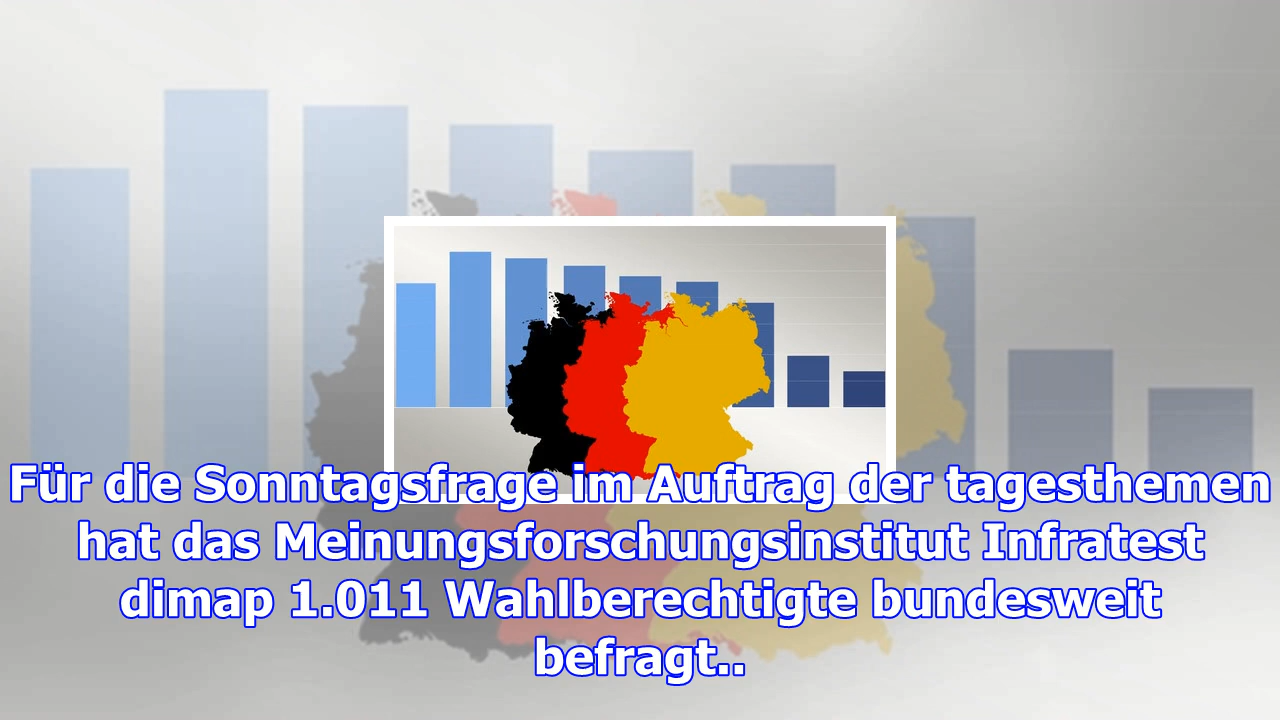 Für die Sonntagsfrage im Auftrag der tagesthemen
hat das Meinungsforschungsinstitut Infratest
dimap 1.011 Wahlberechtigte bundesweit
befragt..